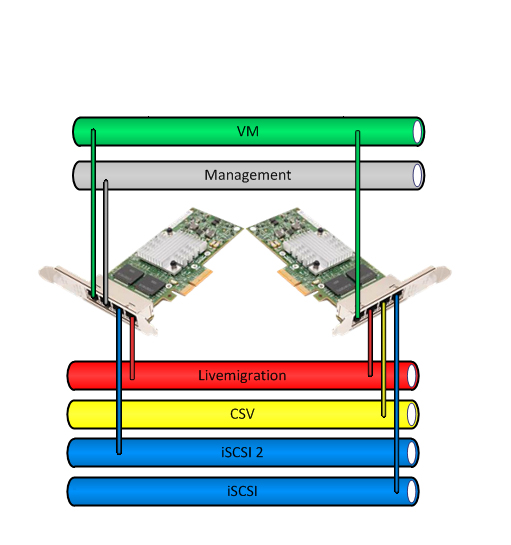 VM
Management
Livemigration
CSV
iSCSI 2
iSCSI